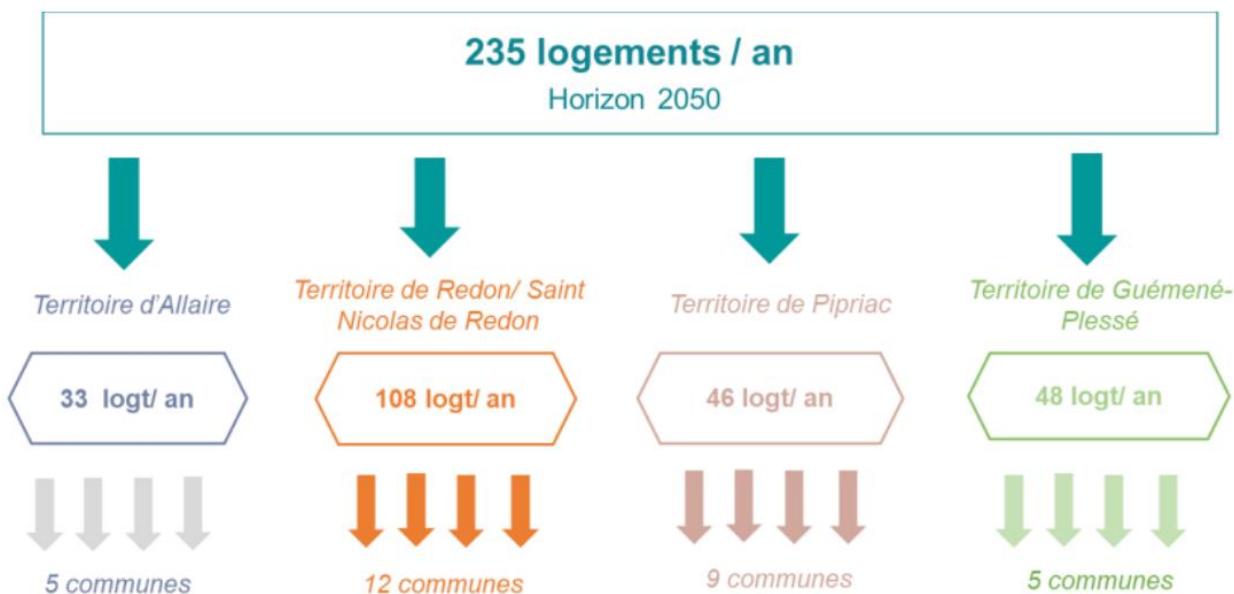 235 logements / an
Horizon 2050
Territoire d'Allaire
Territoire de Redon/ Saint
Nicolas de Redon
Territoire de Pipriac
Territoire de Guémené-
Plessé
33 logt/ an
108 logt/ an
46 logt/ an
48 logt/ an
5 communes
12 communes
9 communes
5 communes